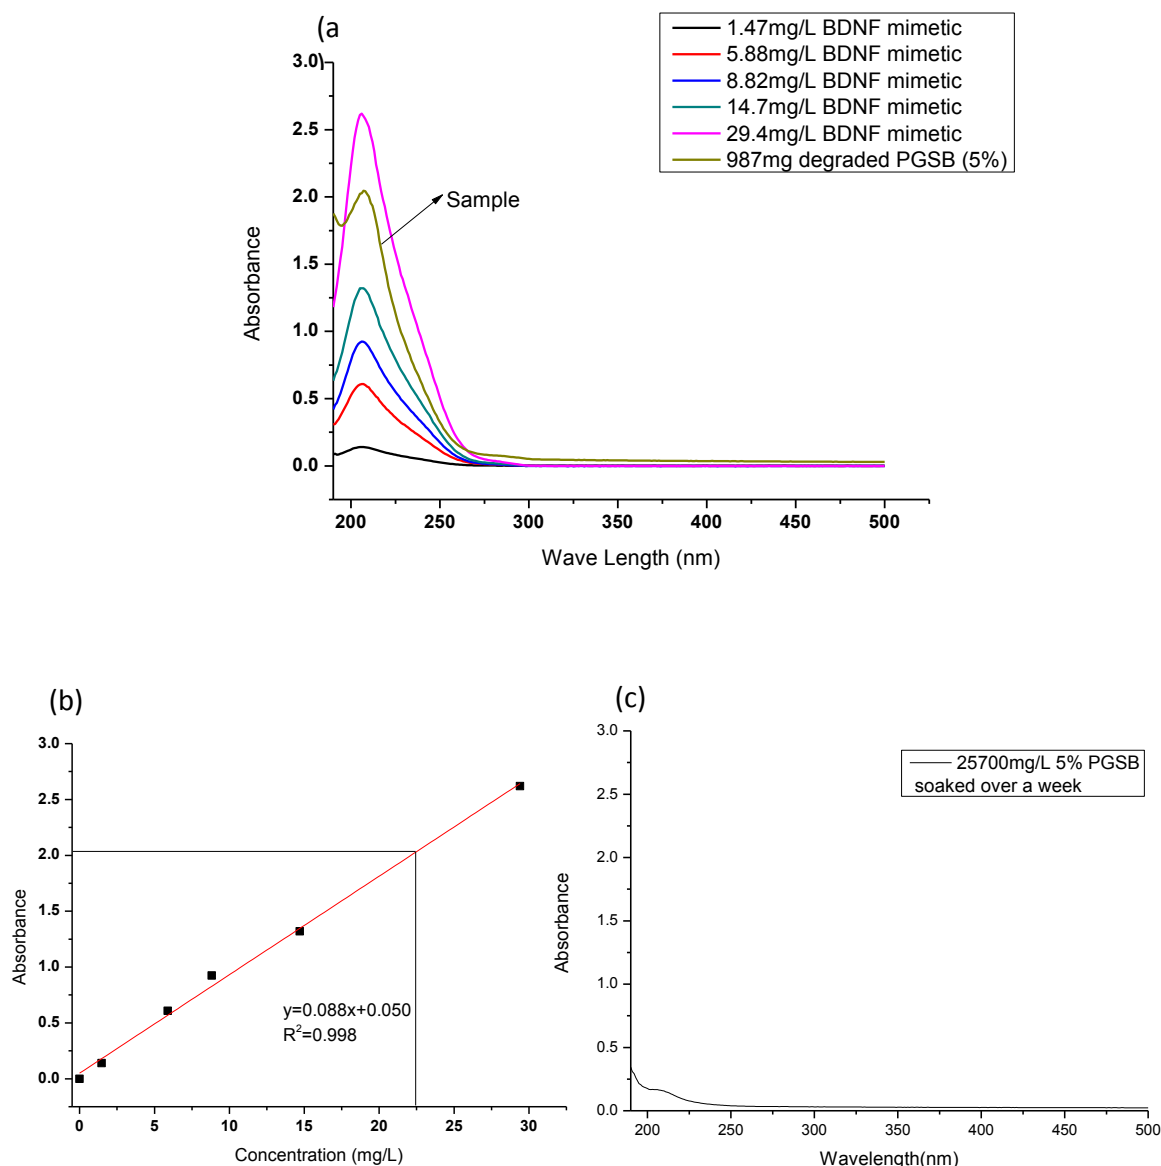 (a
1.47mg/L BDNF mimetic
5.88mg/L BDNF mimetic
8.82mg/L BDNF mimetic
14.7mg/L BDNF mimetic
29.4mg/L BDNF mimetic
987mg degraded PGSB (5%)
3.0
2.5
2.0
1.5
1.0
0.5
0.0
Absorbance
Sample
200 250 300 350 400 450 500
Wave Length (nm)
(b)
3.0
2.5
2.0
1.5
1.0
0.5
0.0
Absorbance
y=0.088x+0.050
R²=0.998
0 5 10 15 20 25 30
Concentration (mg/L)
(c)
3.0
2.5
2.0
1.5
1.0
0.5
0.0
Absorbance
25700mg/L 5% PGSB
soaked over a week
200 250 300 350 400 450 500
Wavelength(nm)